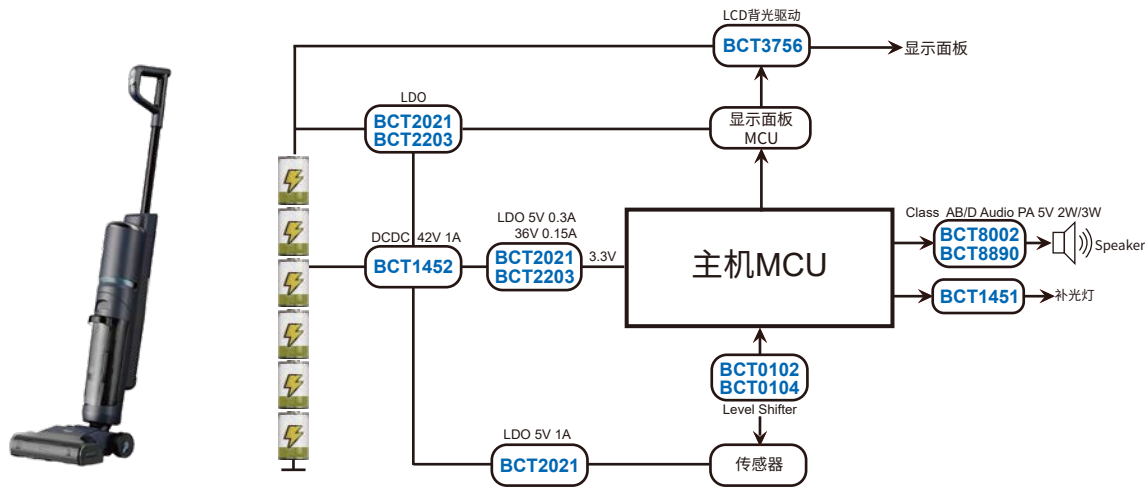 LCD背光驱动
BCT3756
显示面板
LDO
BCT2021
BCT2203
显示面板
MCU
Class AB/D Audio PA 5V 2W/3W
LDO 5V 0.3A
36V 0.15A
DCDC 42V 1A
BCT1452
BCT2021
BCT2203
3.3V
主机MCU
BCT8002
BCT8890
Speaker
BCT1451
补光灯
BCT0102
BCT0104
Level Shifter
LDO 5V 1A
BCT2021
传感器